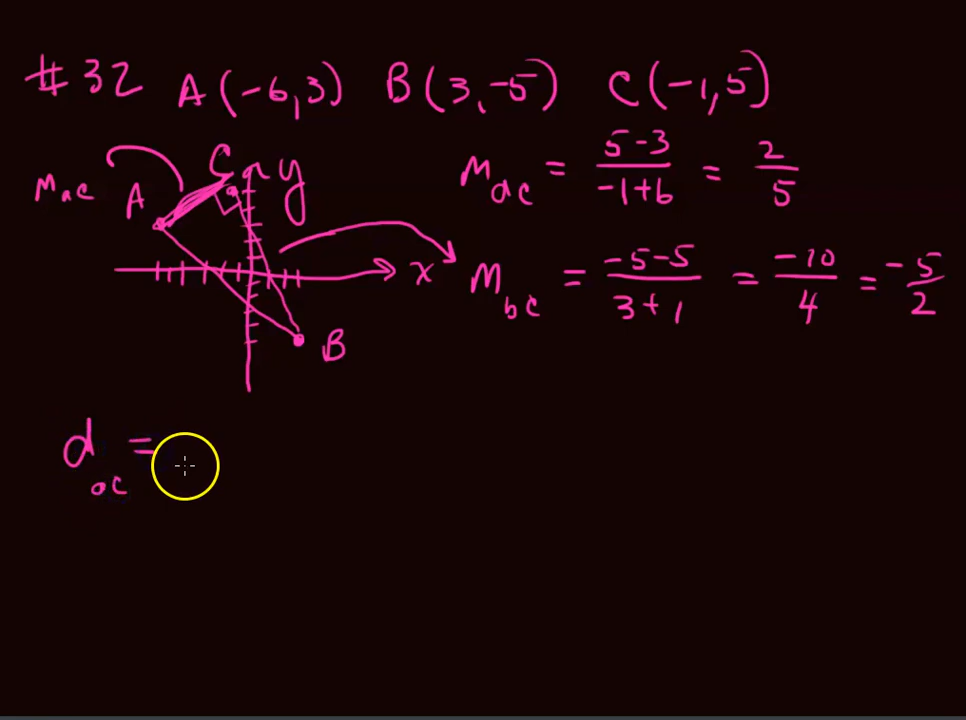 #32 A(-6,3) B(3,-5) C(-1,5)
C y
Mac A
Mac = 5-3/-1+6 = 2/5
x
Mbc = -5-5/3+1 = -10/4 = -5/2
B
dac =